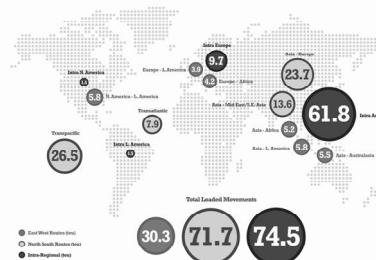 Intra Europe
9.7
Asia - Europe
23.7
Europe - L.America
3.9
4.2
Europe - Africa
Intra N. America
5.8
N. America - L. America
Asia - Mid East/I.S. Asia
13.6
61.8
Intra A
Transatlantic
7.9
Asia - Africa
5.2
Transpacific
26.5
Intra L. America
Asia - L. America
5.8
5.5
Asia - Australasia
Total Loaded Movements
East West Routes (teu)
North South Routes (teu)
Intra-Regional (teu)
30.3
71.7
74.5